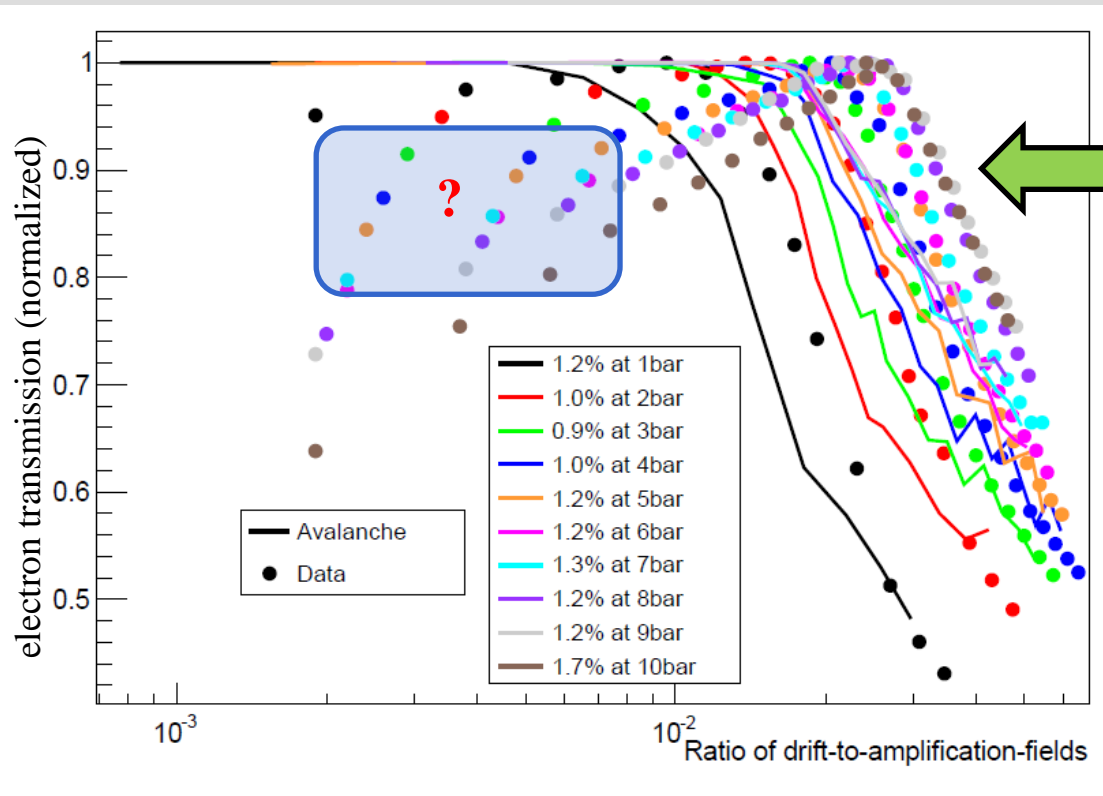 electron transmission (normalized)
1
0.9
0.8
0.7
0.6
0.5
?
1.2% at 1bar
1.0% at 2bar
0.9% at 3bar
1.0% at 4bar
1.2% at 5bar
1.2% at 6bar
1.3% at 7bar
1.2% at 8bar
1.2% at 9bar
1.7% at 10bar
Avalanche
Data
10-3
10-2
Ratio of drift-to-amplification-fields